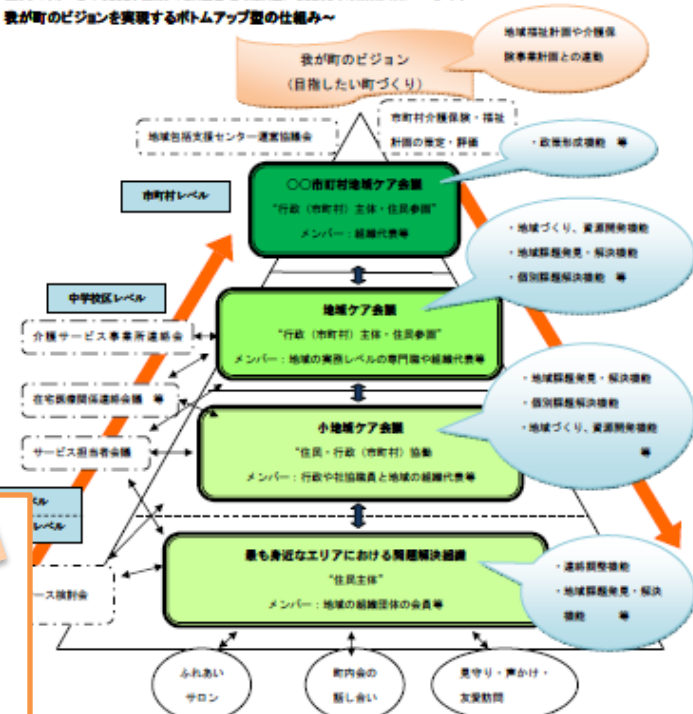 我が町のビジョンを実現するボトムアップ型の仕組み～
我が町のビジョン
(目指したい町づくり)
地域福祉計画や介護保
険事業計画との連動
地域包括支援センター運営協議会
市町村介護保険・福祉
計画の策定・評価
・政策形成機能 等
市町村レベル
〇〇市町村地域ケア会議
“行政（市町村）主体・住民参画”
メンバー：組織代表等
・地域づくり、資源開発機能
・地域課題発見・解決機能
・個別課題解決機能 等
中学校区レベル
地域ケア会議
“行政（市町村）主体・住民参画”
メンバー：地域の実務レベルの専門職や組織代表等
介護サービス事業所連絡会
在宅医療関係連絡会議 等
サービス担当者会議
小地域ケア会議
“住民・行政（市町村）協働
メンバー：行政や社協職員と地域の組織代表等
・地域課題発見・解決機能
・個別課題解決機能
・地域づくり、資源開発機能
等
ベル
レベル
ース検討会
最も身近なエリアにおける問題解決組織
“住民主体”
メンバー：地域の組織団体の会員等
・連絡調整機能
・地域課題発見・解決
機能 等
ふれあい
サロン
町内会の
話し合い
見守り・声かけ・
友愛訪問